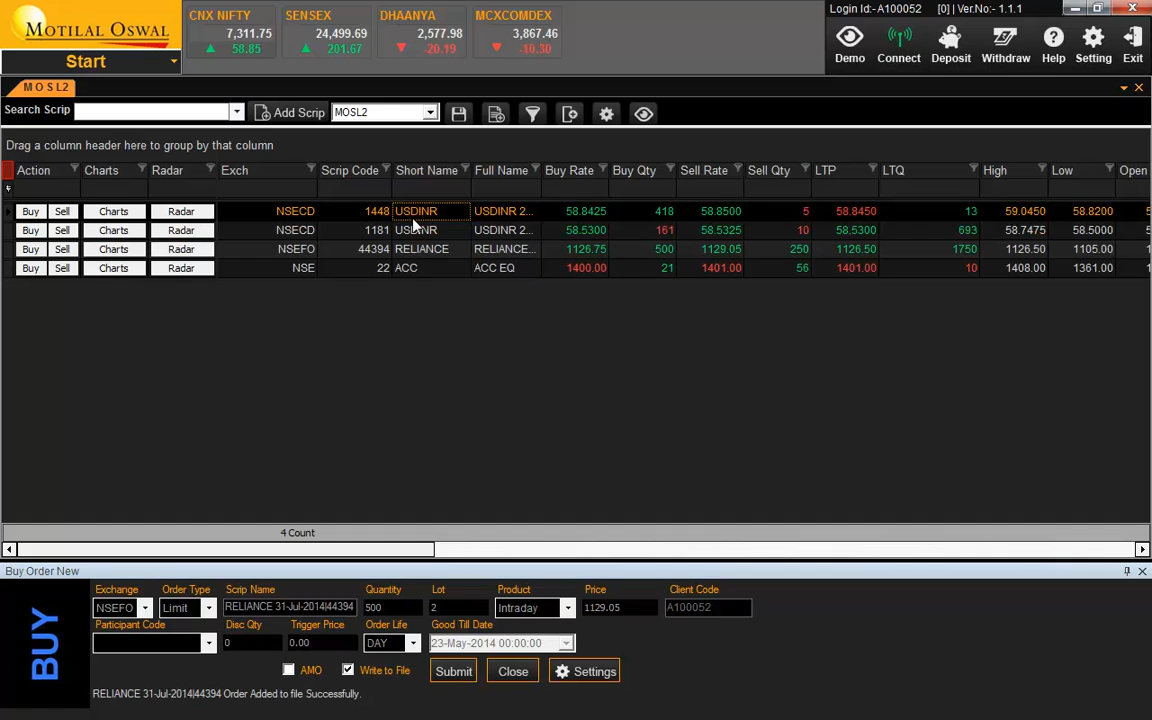 MOTILAL OSWAL
Start
CNX NIFTY
7,311.75
58.85
SENSEX
24,499.69
201.67
DHAANYA
2,577.98
-20.19
MCXCOMDEX
3,867.46
-10.30
Login Id:-A100052 [0] | Ver.No:- 1.1.1
Demo Connect Deposit Withdraw Help Setting Exit
MOSL2
Search Scrip Add Scrip MOSL2
Drag a column header here to group by that column
Action Charts Radar Exch Scrip Code Short Name Full Name Buy Rate Buy Qty Sell Rate Sell Qty LTP LTQ High Low Open
Buy Sell Charts Radar NSECD 1448 USDINR USDINR 2... 58.8425 418 58.8500 5 58.8450 13 59.0450 58.8200
Buy Sell Charts Radar NSECD 1181 USDINR USDINR 2... 58.5300 161 58.5325 10 58.5300 693 58.7475 58.5000
Buy Sell Charts Radar NSEFO 44394 RELIANCE RELIANCE... 1126.75 500 1129.05 250 1126.50 1750 1126.50 1105.00
Buy Sell Charts Radar NSE 22 ACC ACC EQ 1400.00 21 1401.00 56 1401.00 10 1408.00 1361.00
4 Count
Buy Order New
BUY
Exchange Order Type Scrip Name Quantity Lot Product Price Client Code
NSEFO Limit RELIANCE 31-Jul-2014|44394 500 2 Intraday 1129.05 A100052
Participant Code Disc Qty Trigger Price Order Life Good Till Date
0 0.00 DAY 23-May-2014 00:00:00
AMO Write to File Submit Close Settings
RELIANCE 31-Jul-2014|44394 Order Added to file Successfully.